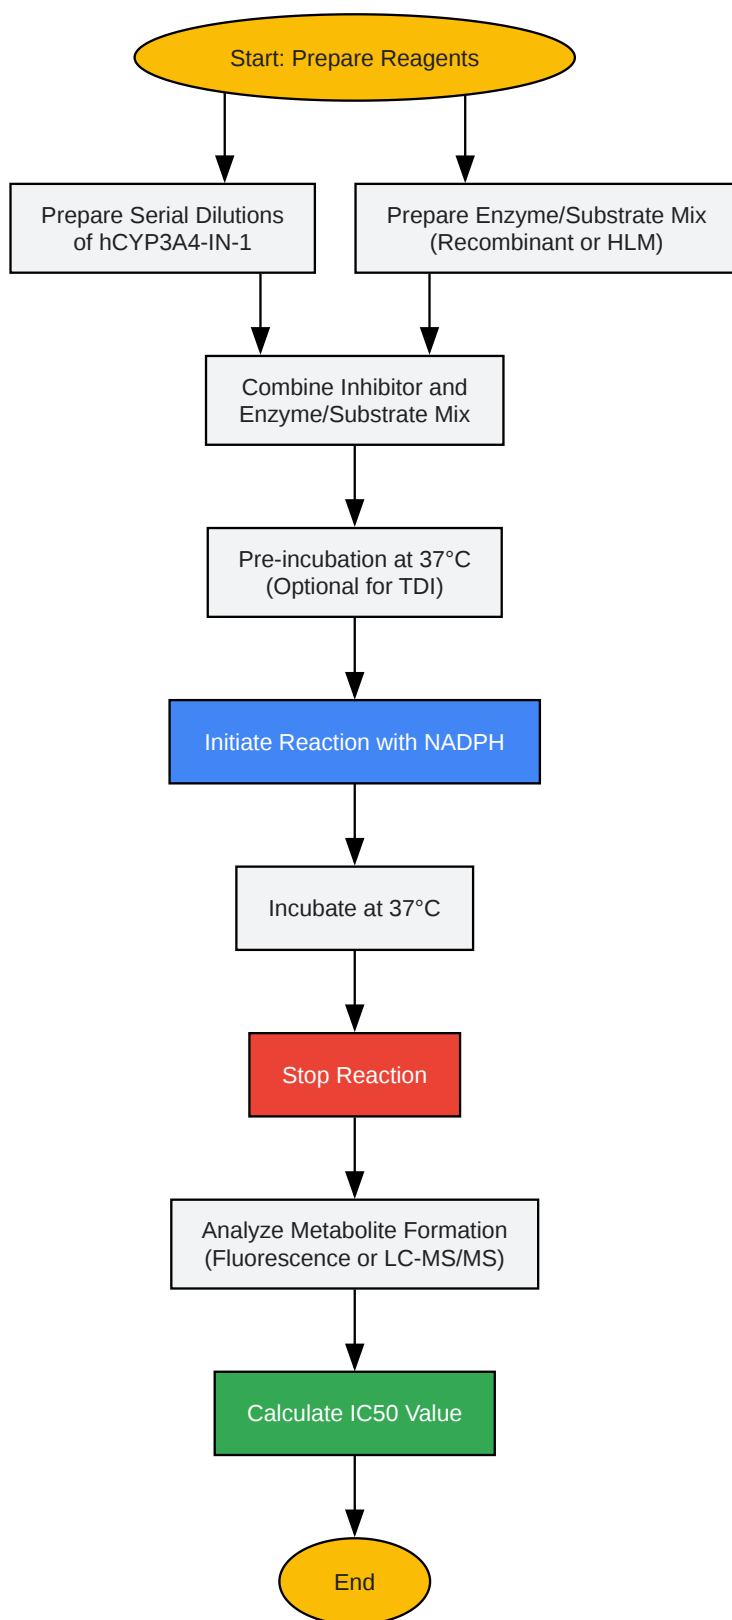 Start: Prepare Reagents
Prepare Serial Dilutions
of hCYP3A4-IN-1
Prepare Enzyme/Substrate Mix
(Recombinant or HLM)
Combine Inhibitor and
Enzyme/Substrate Mix
Pre-incubation at 37°C
(Optional for TDI)
Initiate Reaction with NADPH
Incubate at 37°C
Stop Reaction
Analyze Metabolite Formation
(Fluorescence or LC-MS/MS)
Calculate IC50 Value
End